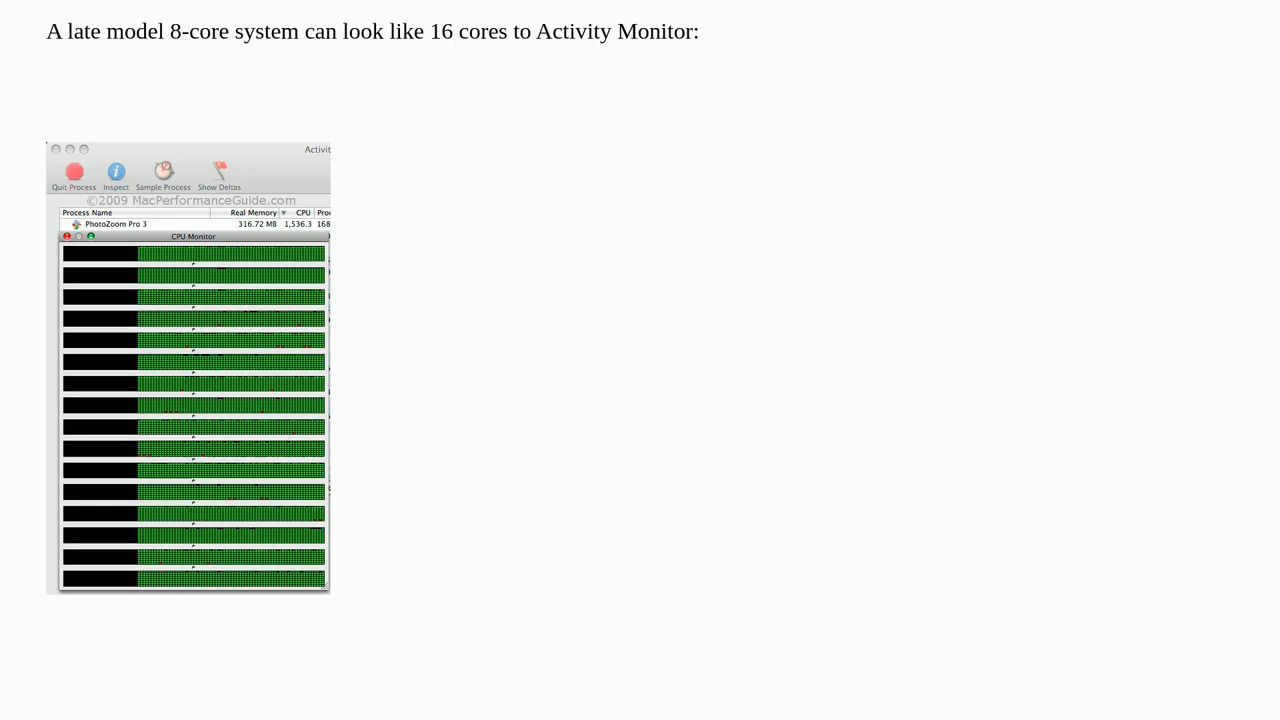 A late model 8-core system can look like 16 cores to Activity Monitor:
Activit
Quit Process Inspect Sample Process Show Deltas
©2009 MacPerformanceGuide.com
Process Name Real Memory CPU Proc
PhotoZoom Pro 3 316.72 MB 1,536.3 168
CPU Monitor